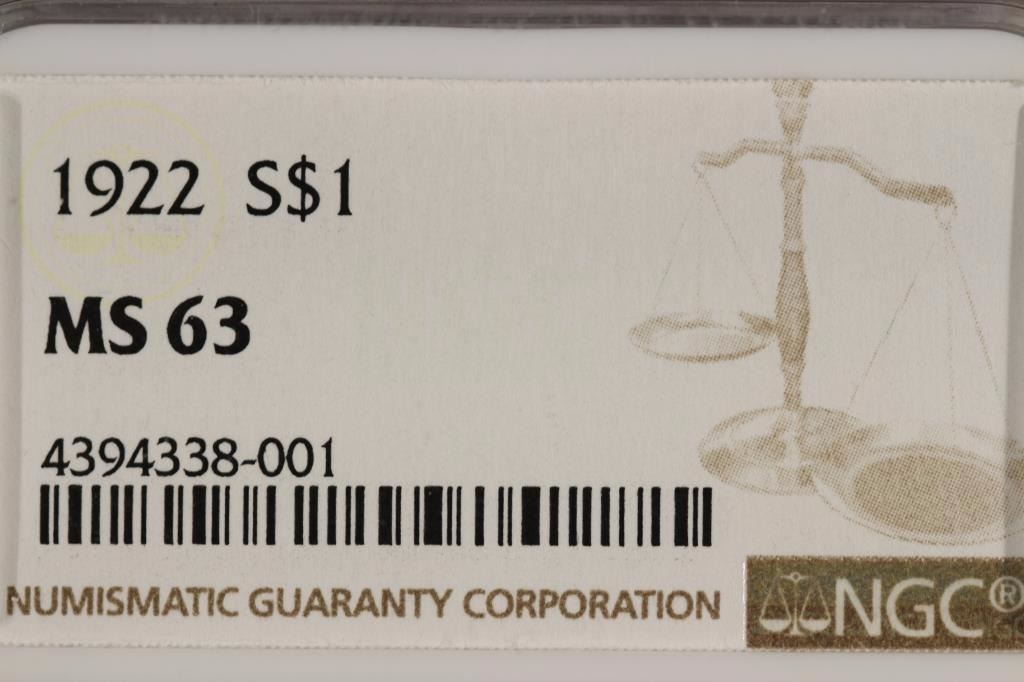 1922 S$1
MS 63
4394338-001
NUMISMATIC GUARANTY CORPORATION
NGC®